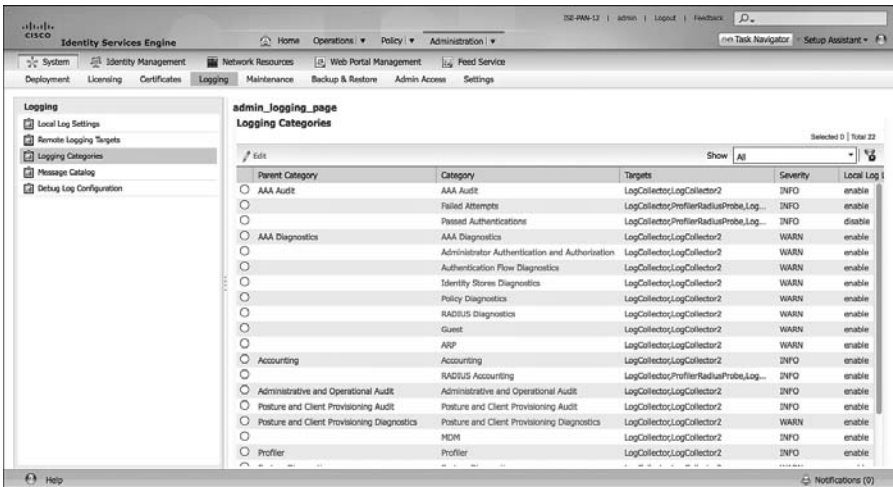 ISE-PAN-12 | admin | Logout | Feedback
CISCO Identity Services Engine
Home Operations Policy Administration
Task Navigator Setup Assistant
System Identity Management Network Resources Web Portal Management Feed Service
Deployment Licensing Certificates Logging Maintenance Backup & Restore Admin Access Settings
Logging
Local Log Settings
Remote Logging Targets
Logging Categories
Message Catalog
Debug Log Configuration
admin_logging_page
Logging Categories
Selected 0 | Total 22
Edit Show All
Parent Category Category Targets Severity Local Log
AAA Audit AAA Audit LogCollector,LogCollector2 INFO enable
Failed Attempts LogCollector,ProfilerRadiusProbe,Log... INFO enable
Passed Authentications LogCollector,ProfilerRadiusProbe,Log... INFO disable
AAA Diagnostics AAA Diagnostics LogCollector,LogCollector2 WARN enable
Administrator Authentication and Authorization LogCollector,LogCollector2 WARN enable
Authentication Flow Diagnostics LogCollector,LogCollector2 WARN enable
Identity Stores Diagnostics LogCollector,LogCollector2 WARN enable
Policy Diagnostics LogCollector,LogCollector2 WARN enable
RADIUS Diagnostics LogCollector,LogCollector2 WARN enable
Guest LogCollector,LogCollector2 WARN enable
ARP LogCollector,LogCollector2 WARN enable
Accounting Accounting LogCollector,LogCollector2 INFO enable
RADIUS Accounting LogCollector,ProfilerRadiusProbe,Log... INFO enable
Administrative and Operational Audit Administrative and Operational Audit LogCollector,LogCollector2 INFO enable
Posture and Client Provisioning Audit Posture and Client Provisioning Audit LogCollector,LogCollector2 INFO enable
Posture and Client Provisioning Diagnostics Posture and Client Provisioning Diagnostics LogCollector,LogCollector2 WARN enable
MDM LogCollector,LogCollector2 INFO enable
Profiler Profiler LogCollector,LogCollector2 INFO enable
Help Notifications (0)